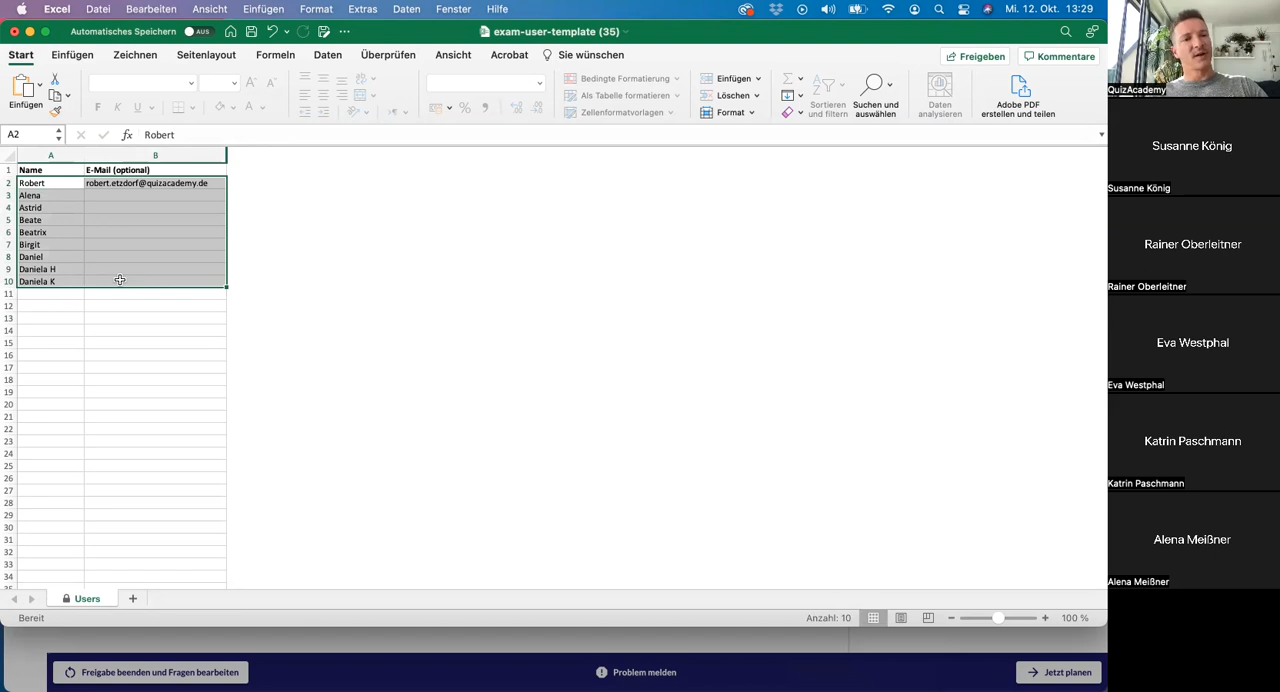 Excel Datei Bearbeiten Ansicht Einfügen Format Extras Daten Fenster Hilfe Mi. 12. Okt. 13:29
Automatisches Speichern AUS exam-user-template (35)
Start Einfügen Zeichnen Seitenlayout Formeln Daten Überprüfen Ansicht Acrobat Sie wünschen Freigeben Kommentare
Einfügen
Bedingte Formatierung
Als Tabelle formatieren
Zellenformatvorlagen
Einfügen
Löschen
Format
Sortieren und filtern
Suchen und auswählen
Daten analysieren
Adobe PDF erstellen und teilen
A2 fx Robert
A B
1 Name E-Mail (optional)
2 Robert robert.etzdorf@quizacademy.de
3 Alena
4 Astrid
5 Beate
6 Beatrix
7 Birgit
8 Daniel
9 Daniela H
10 Daniela K
11
12
13
14
15
16
17
18
19
20
21
22
23
24
25
26
27
28
29
30
31
32
33
34
Users
Bereit Anzahl: 10 100 %
Freigabe beenden und Fragen bearbeiten Problem melden Jetzt planen
QuizAcademy
Susanne König
Susanne König
Rainer Oberleitner
Rainer Oberleitner
Eva Westphal
Eva Westphal
Katrin Paschmann
Katrin Paschmann
Alena Meißner
Alena Meißner